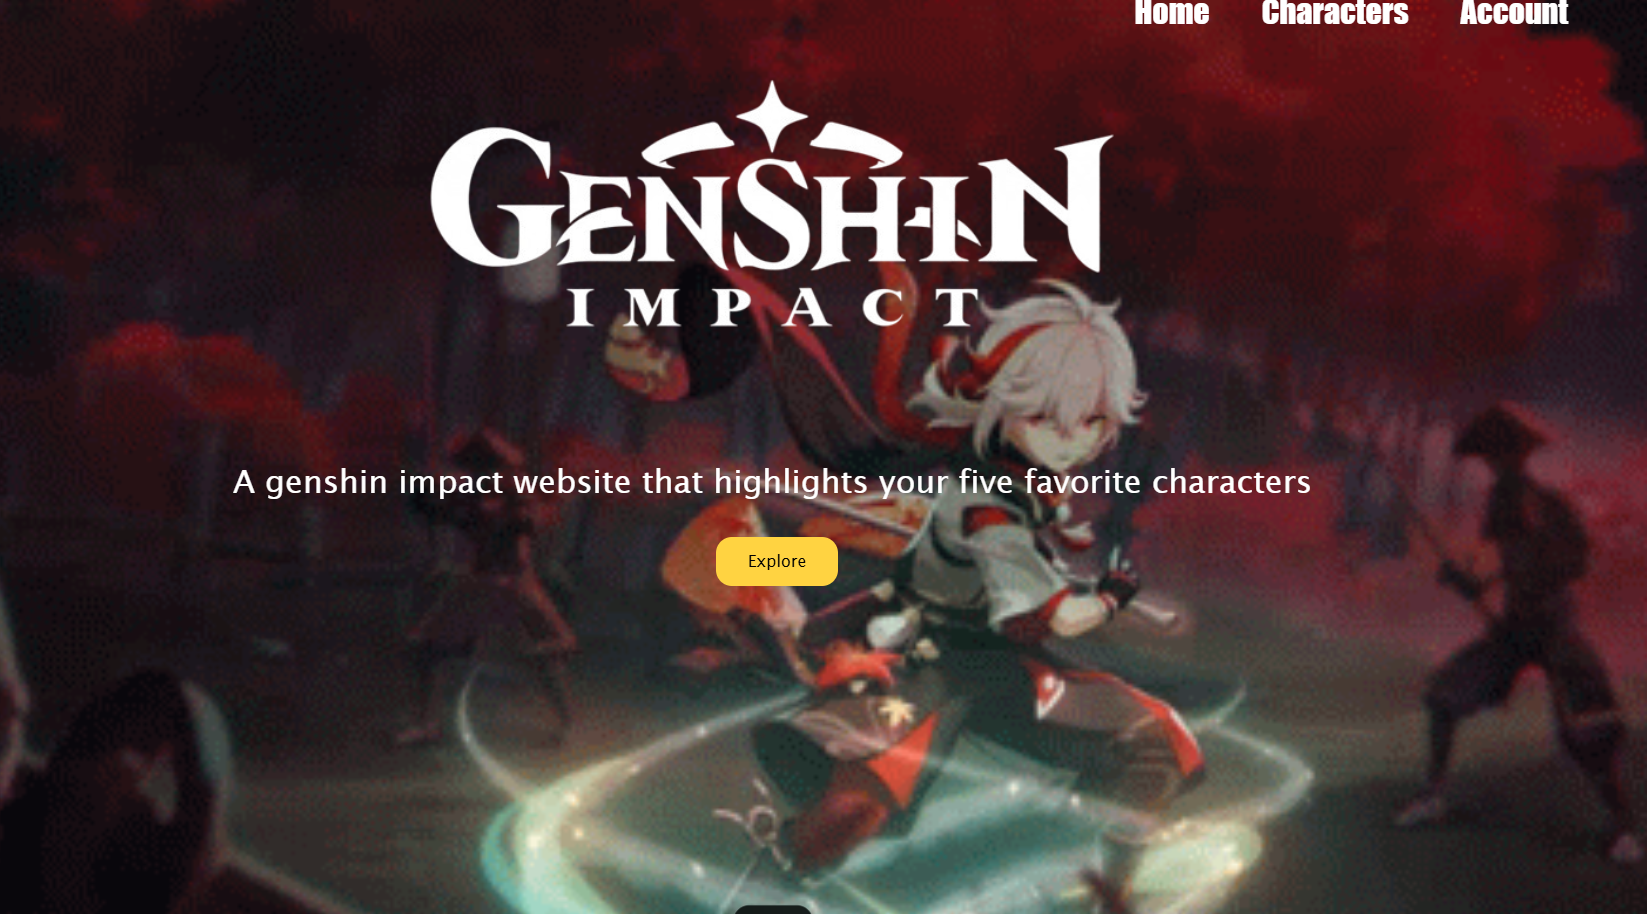 Home Characters Account
GENSHIN
IMPACT
A genshin impact website that highlights your five favorite characters
Explore